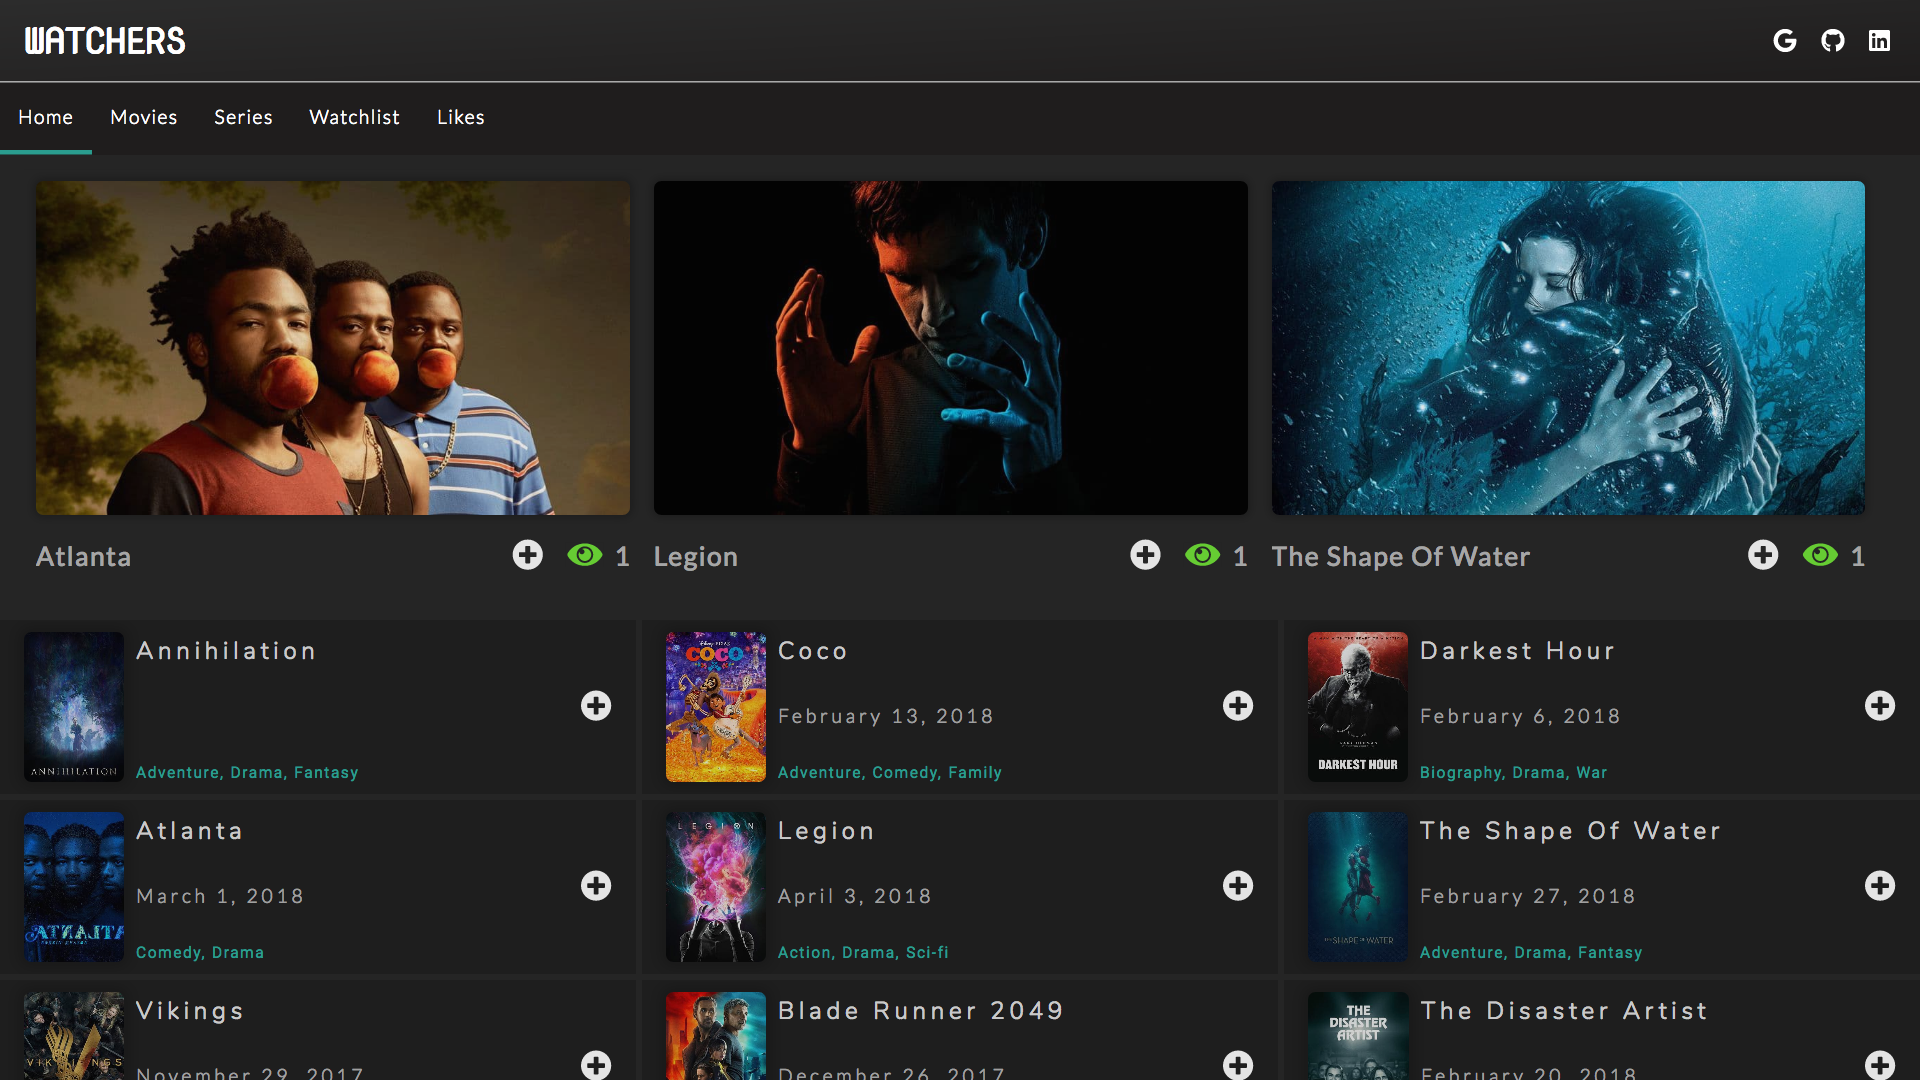 WATCHERS
Home Movies Series Watchlist Likes
Atlanta 1 Legion 1 The Shape Of Water 1
Annihilation
ANNIHILATION
Adventure, Drama, Fantasy
COCO
Coco
February 13, 2018
Adventure, Comedy, Family
DARKEST HOUR
Darkest Hour
February 6, 2018
Biography, Drama, War
ATLANTA
Atlanta
March 1, 2018
Comedy, Drama
LEGION
Legion
April 3, 2018
Action, Drama, Sci-fi
THE SHAPE OF WATER
The Shape Of Water
February 27, 2018
Adventure, Drama, Fantasy
VIKINGS
Vikings
November 29, 2017
Blade Runner 2049
December 26, 2017
THE
DISASTER
ARTIST
The Disaster Artist
February 20, 2018